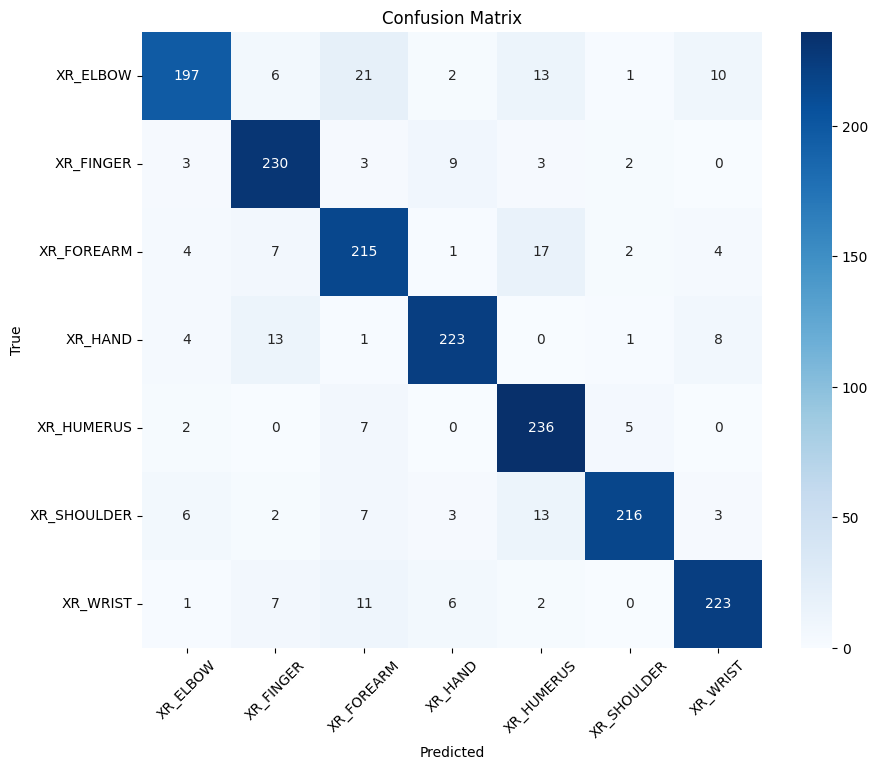 Confusion Matrix
True
XR_ELBOW 197 6 21 2 13 1 10
XR_FINGER 3 230 3 9 3 2 0
XR_FOREARM 4 7 215 1 17 2 4
XR_HAND 4 13 1 223 0 1 8
XR_HUMERUS 2 0 7 0 236 5 0
XR_SHOULDER 6 2 7 3 13 216 3
XR_WRIST 1 7 11 6 2 0 223
XR_ELBOW XR_FINGER XR_FOREARM XR_HAND XR_HUMERUS XR_SHOULDER XR_WRIST
Predicted
200
150
100
50
0